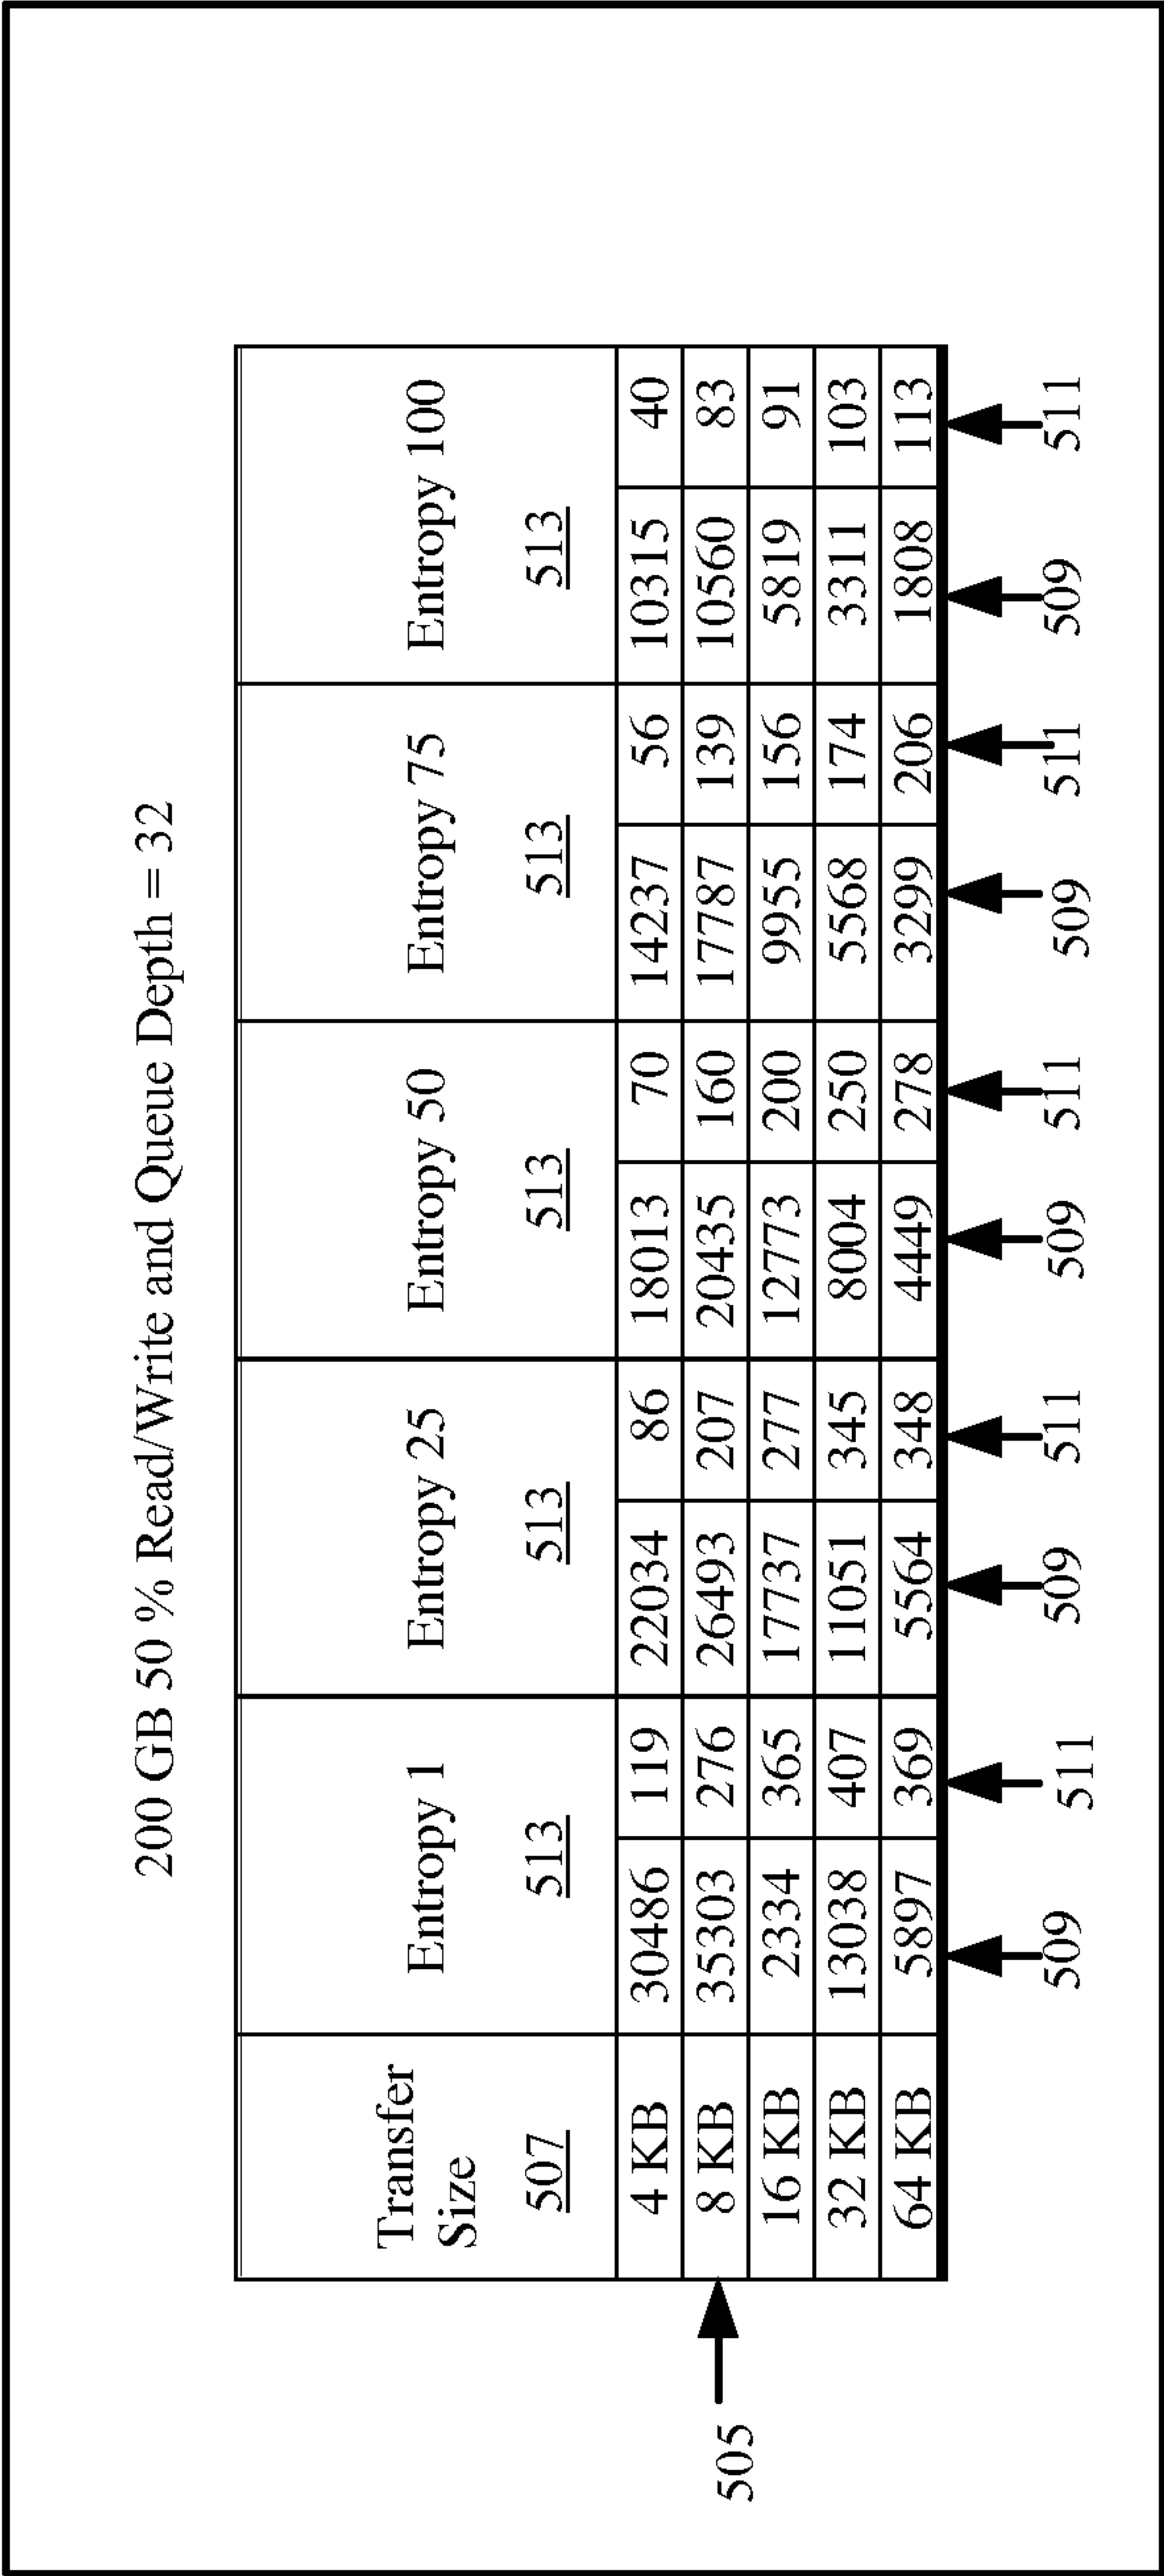 200 GB 50 % Read/Write and Queue Depth = 32
Transfer Size 507 Entropy 1 513 Entropy 25 513 Entropy 50 513 Entropy 75 513 Entropy 100 513
4 KB 30486 119 22034 86 18013 70 14237 56 10315 40
505 8 KB 35303 276 26493 207 20435 160 17787 139 10560 83
16 KB 2334 365 17737 277 12773 200 9955 156 5819 91
32 KB 13038 407 11051 345 8004 250 5568 174 3311 103
64 KB 5897 369 5564 348 4449 278 3299 206 1808 113
509 511 509 511 509 511 509 511 509 511